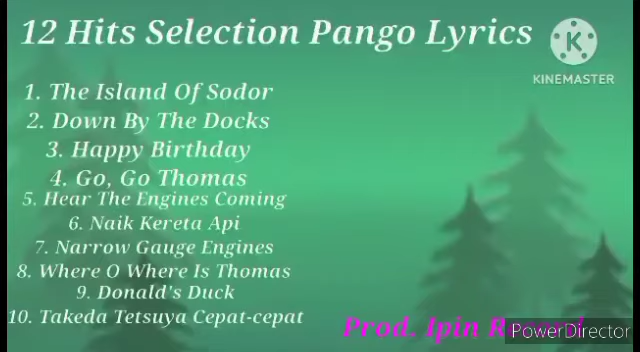 12 Hits Selection Pango Lyrics
KINEMASTER
1. The Island Of Sodor
2. Down By The Docks
3. Happy Birthday
4. Go, Go Thomas
5. Hear The Engines Coming
6. Naik Kereta Api
7. Narrow Gauge Engines
8. Where O Where Is Thomas
9. Donald's Duck
10. Takeda Tetsuya Cepat-cepat
Prod. Ipin
PowerDirector